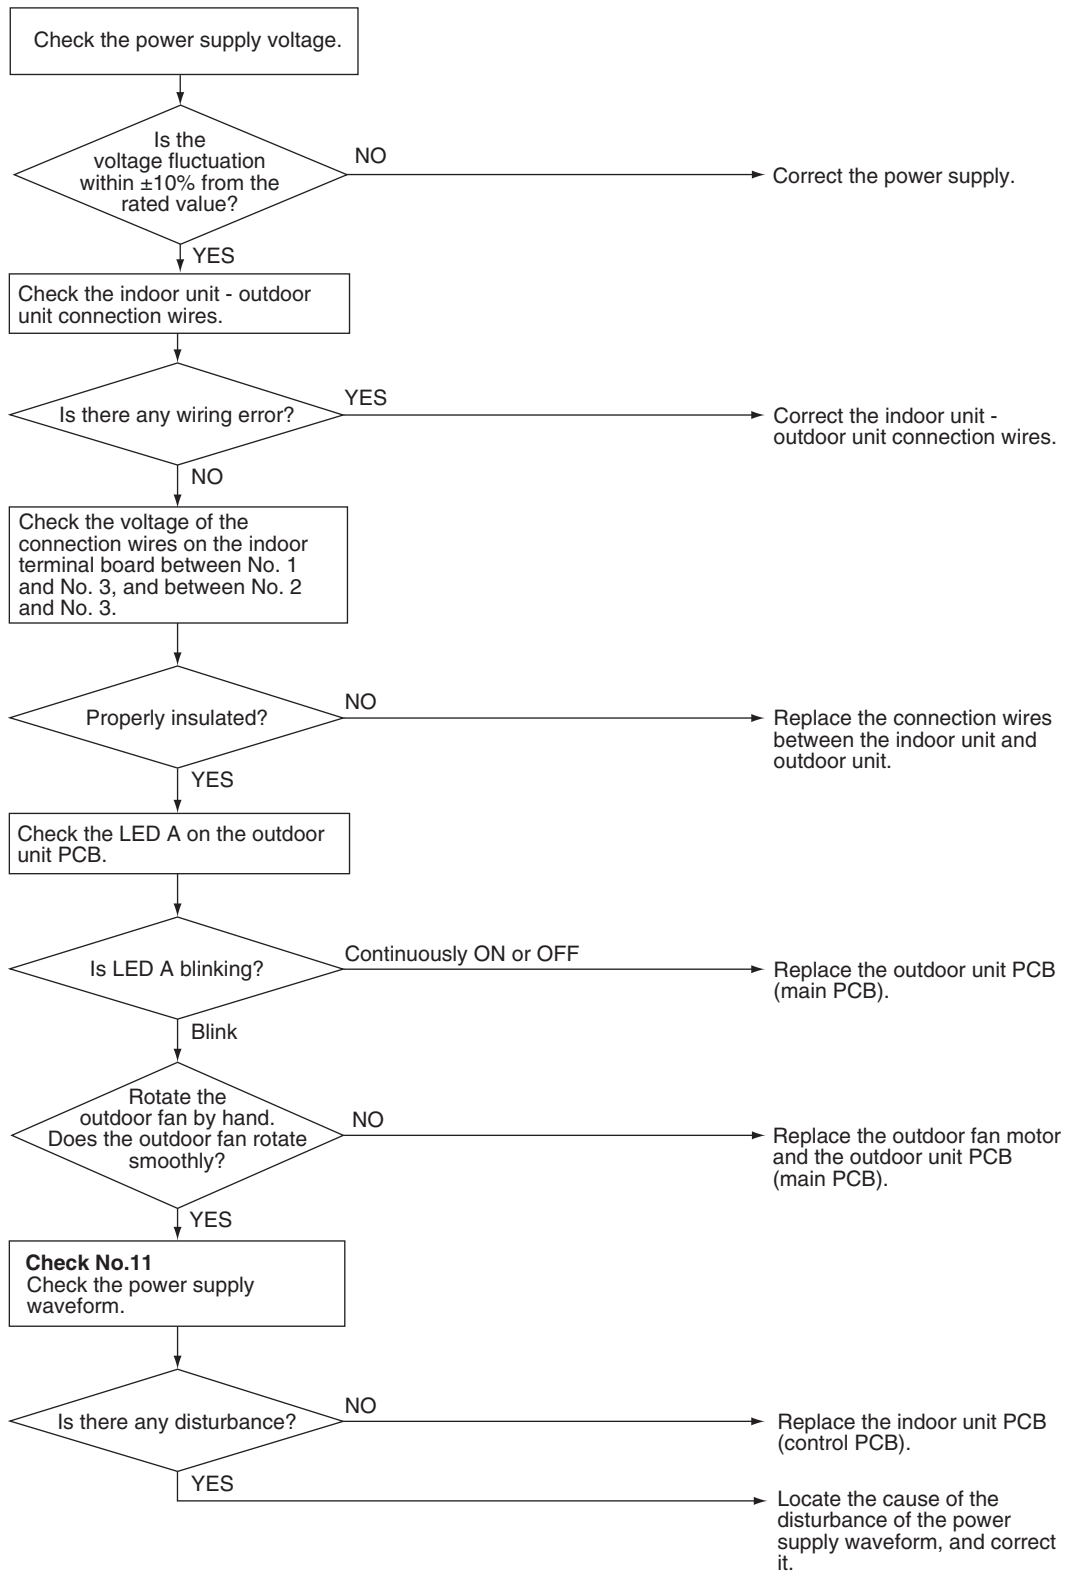 Check the power supply voltage.
Is the
voltage fluctuation
within ±10% from the
rated value?
NO
Correct the power supply.
YES
Check the indoor unit - outdoor
unit connection wires.
Is there any wiring error?
YES
Correct the indoor unit -
outdoor unit connection wires.
NO
Check the voltage of the
connection wires on the indoor
terminal board between No. 1
and No. 3, and between No. 2
and No. 3.
Properly insulated?
NO
Replace the connection wires
between the indoor unit and
outdoor unit.
YES
Check the LED A on the outdoor
unit PCB.
Is LED A blinking?
Continuously ON or OFF
Replace the outdoor unit PCB
(main PCB).
Blink
Rotate the
outdoor fan by hand.
Does the outdoor fan rotate
smoothly?
NO
Replace the outdoor fan motor
and the outdoor unit PCB
(main PCB).
YES
Check No.11
Check the power supply
waveform.
Is there any disturbance?
NO
Replace the indoor unit PCB
(control PCB).
YES
Locate the cause of the
disturbance of the power
supply waveform, and correct
it.